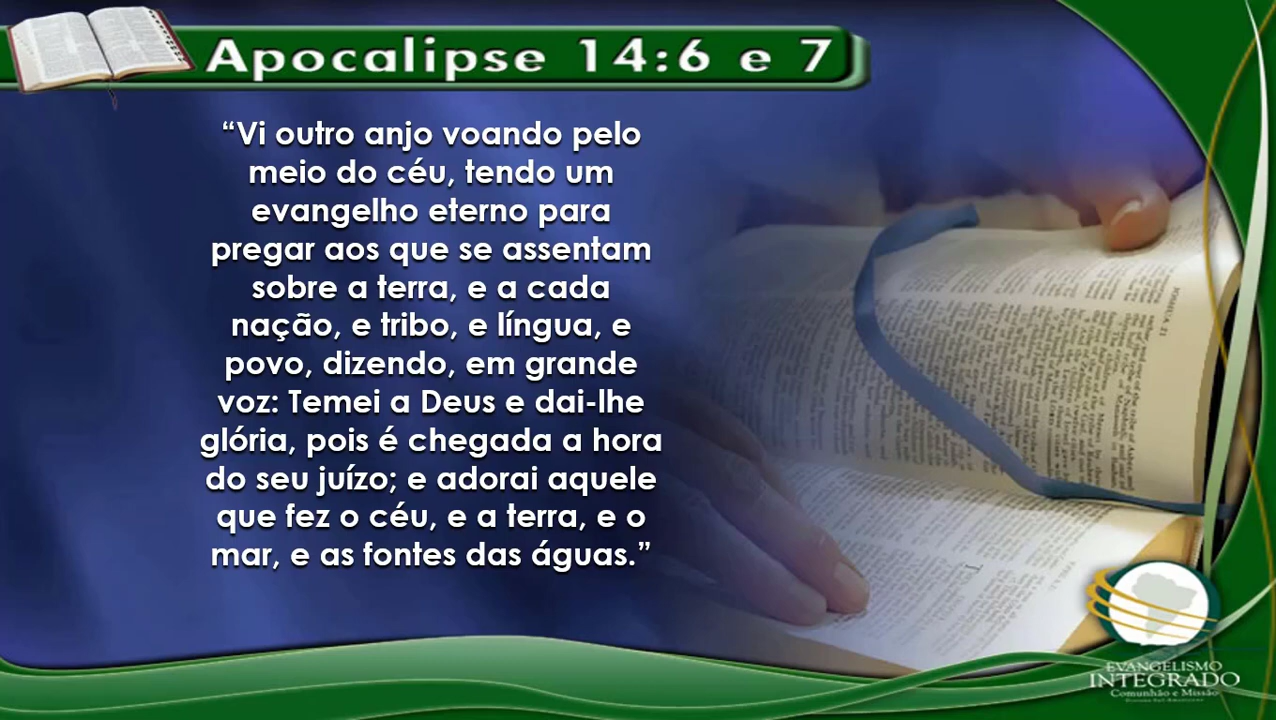 Apocalipse 14:6 e 7
“Vi outro anjo voando pelo
meio do céu, tendo um
evangelho eterno para
pregar aos que se assentam
sobre a terra, e a cada
nação, e tribo, e língua, e
povo, dizendo, em grande
voz: Temei a Deus e dai-lhe
glória, pois é chegada a hora
do seu juízo; e adorai aquele
que fez o céu, e a terra, e o
mar, e as fontes das águas.”
JOSHUA 21
EVANGELISMO
INTEGRADO
Comunhão e Missão